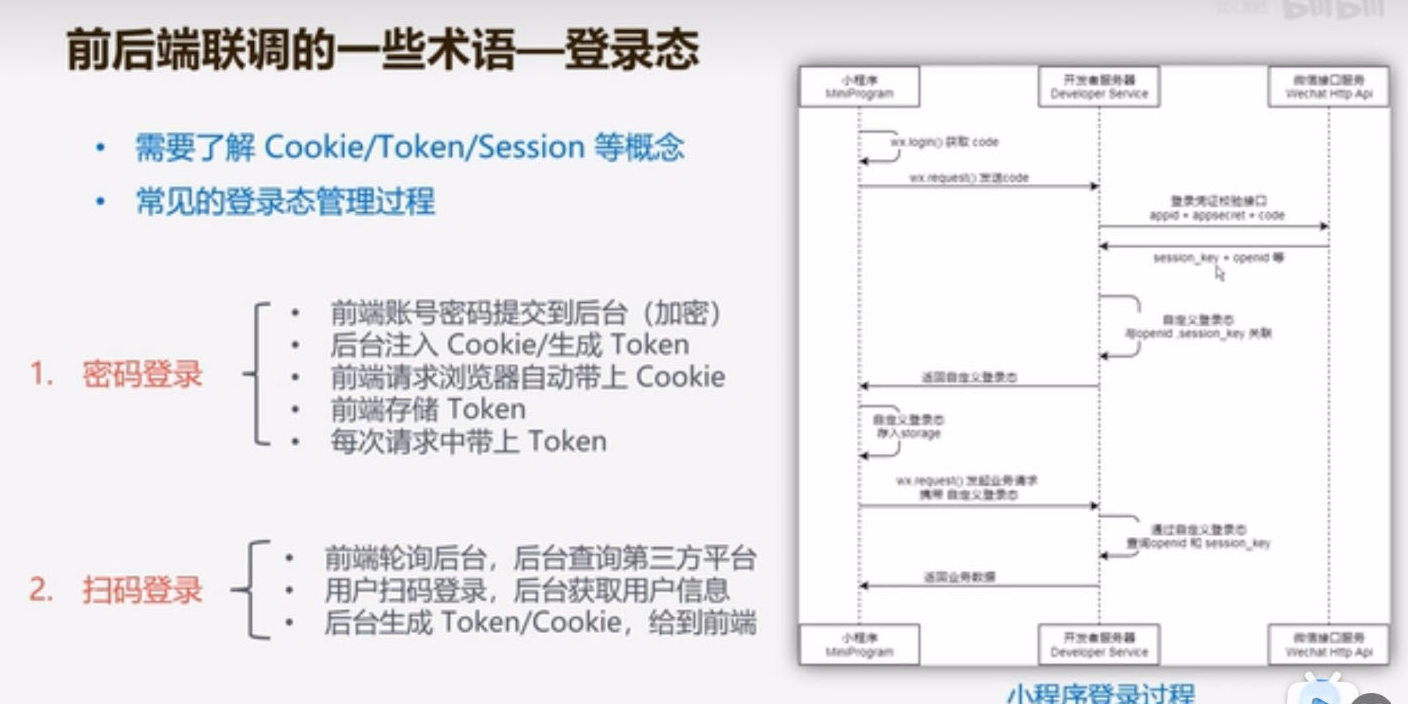 bilibili
前后端联调的一些术语—登录态
• 需要了解 Cookie/Token/Session 等概念
• 常见的登录态管理过程
1. 密码登录
• 前端账号密码提交到后台（加密）
• 后台注入 Cookie/生成 Token
• 前端请求浏览器自动带上 Cookie
• 前端存储 Token
• 每次请求中带上 Token
2. 扫码登录
• 前端轮询后台，后台查询第三方平台
• 用户扫码登录，后台获取用户信息
• 后台生成 Token/Cookie，给到前端
小程序
MiniProgram
开发者服务器
Developer Service
微信接口服务
Wechat Http Api
wx.login() 获取 code
wx.request() 发送code
登录凭证校验接口
appid + appsecret + code
session_key + openid 等
自定义登录态
与openid ,session_key 关联
返回自定义登录态
自定义登录态
存入storage
wx.request() 发起业务请求
携带 自定义登录态
通过自定义登录态
查询openid 和 session_key
返回业务数据
小程序
MiniProgram
开发者服务器
Developer Service
微信接口服务
Wechat Http Api
小程序登录过程